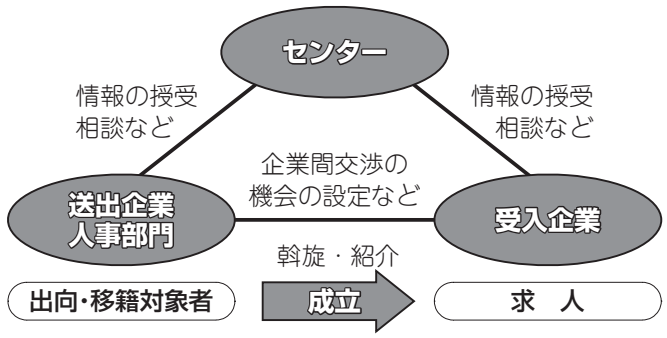 センター
情報の授受
相談など
情報の授受
相談など
企業間交渉の
機会の設定など
送出企業
人事部門
受入企業
斡旋・紹介
出向・移籍対象者
成立
求　人